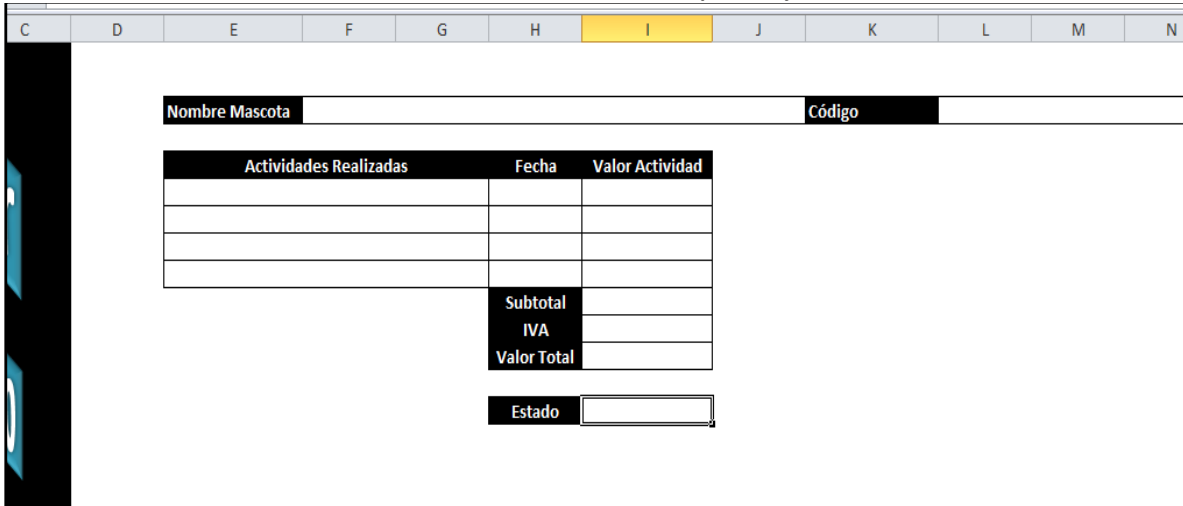 C D E F G H I J K L M N
Nombre Mascota Código
Actividades Realizadas Fecha Valor Actividad
Subtotal
IVA
Valor Total
Estado